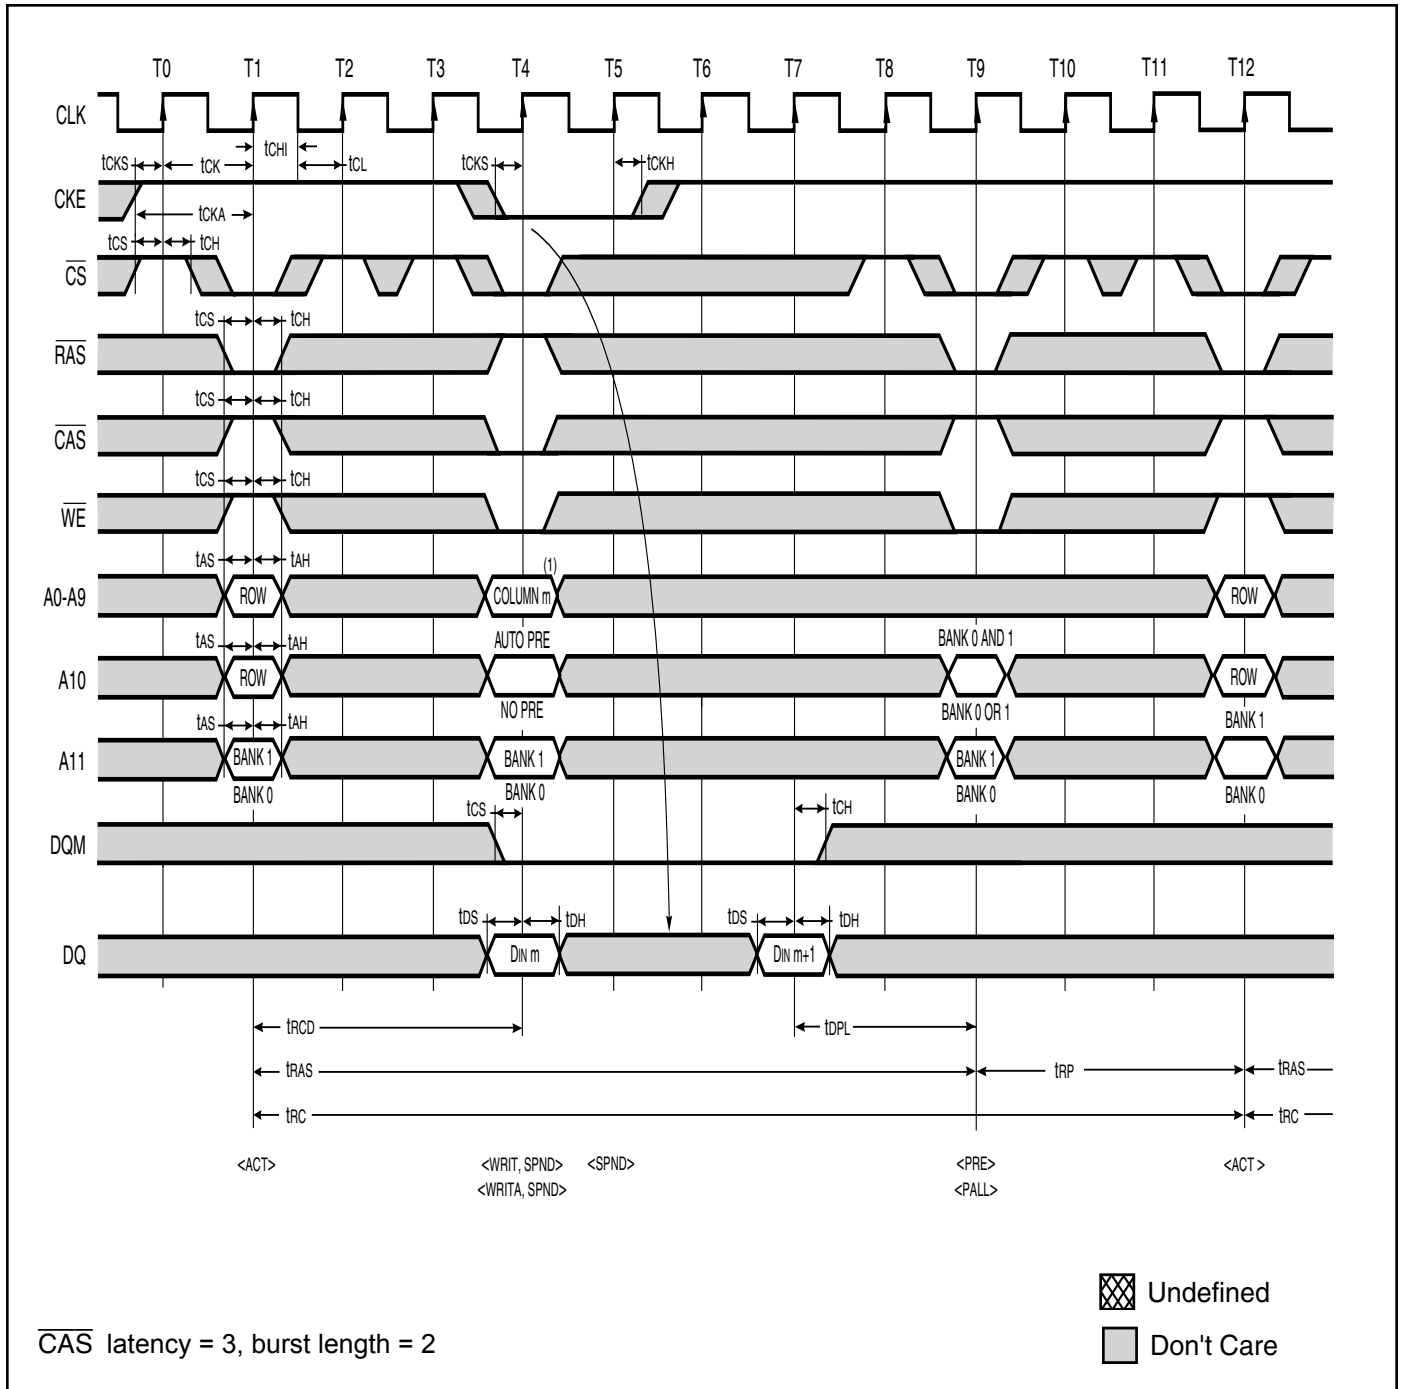 T0 T1 T2 T3 T4 T5 T6 T7 T8 T9 T10 T11 T12
CLK
tCHI
tCKS tCK tCL tCKS tCKH
CKE
tCKA
tCS tCH
CS
tCS tCH
RAS
tCS tCH
CAS
tCS tCH
WE
tAS tAH (1)
A0-A9 ROW COLUMN m ROW
tAS tAH AUTO PRE BANK 0 AND 1
A10 ROW ROW
NO PRE BANK 0 OR 1 BANK 1
tAS tAH
A11 BANK 1 BANK 1 BANK 1
BANK 0 BANK 0 BANK 0 BANK 0
tCS tCH
DQM
tDS tDH tDS tDH
DQ DIN m DIN m+1
tRCD tDPL
tRAS tRP tRAS
tRC tRC
<ACT> <WRIT, SPND> <SPND> <PRE> <ACT >
<WRITA, SPND> <PALL>
Undefined
CAS latency = 3, burst length = 2
Don't Care